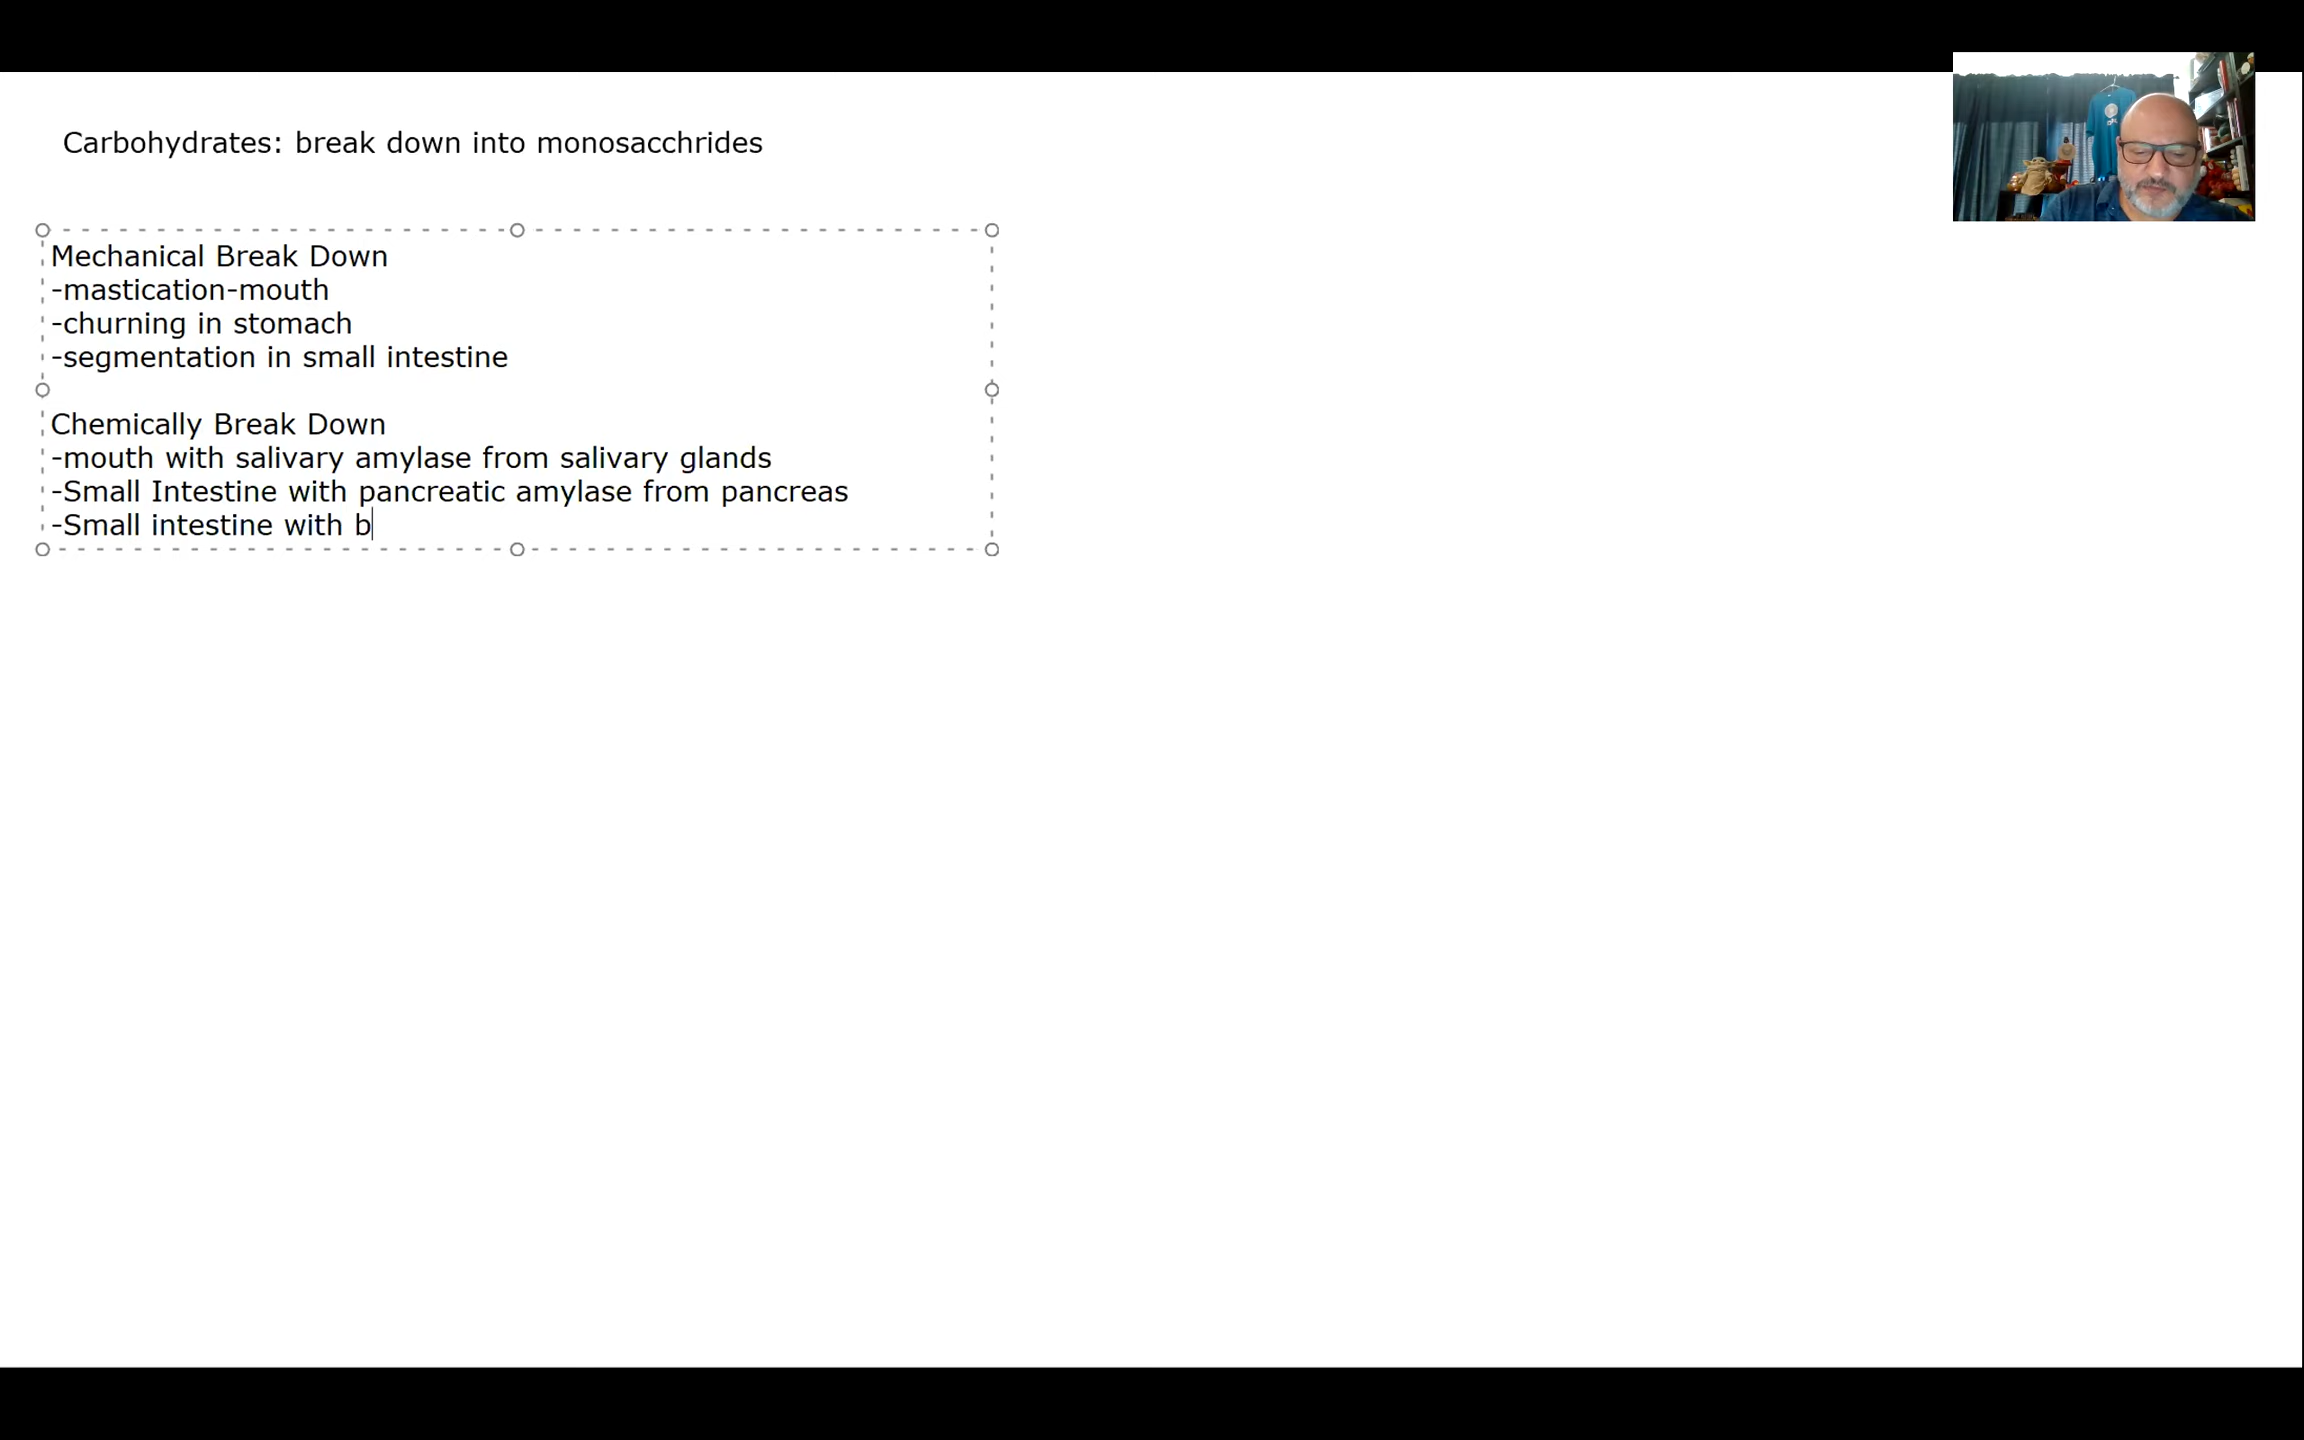 Carbohydrates: break down into monosacchrides
Mechanical Break Down
-mastication-mouth
-churning in stomach
-segmentation in small intestine
Chemically Break Down
-mouth with salivary amylase from salivary glands
-Small Intestine with pancreatic amylase from pancreas
-Small intestine with b